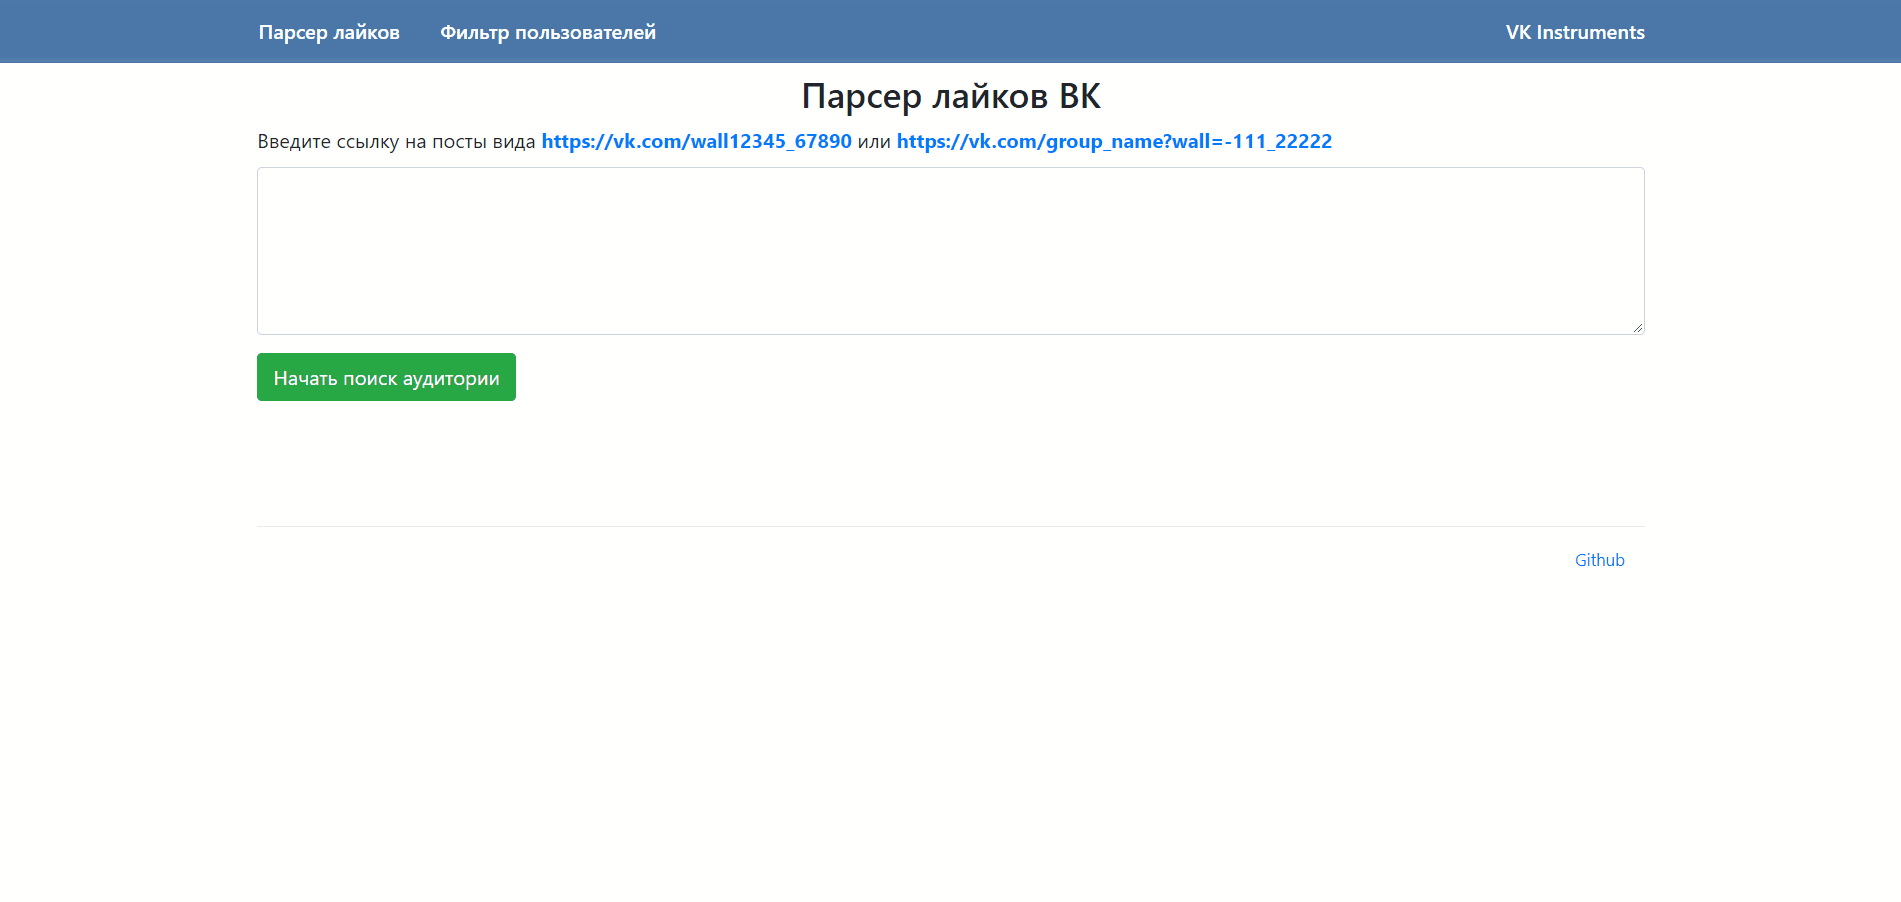 Парсер лайков Фильтр пользователей VK Instruments
Парсер лайков ВК
Введите ссылку на посты вида https://vk.com/wall12345_67890 или https://vk.com/group_name?wall=-111_22222
Начать поиск аудитории
Github